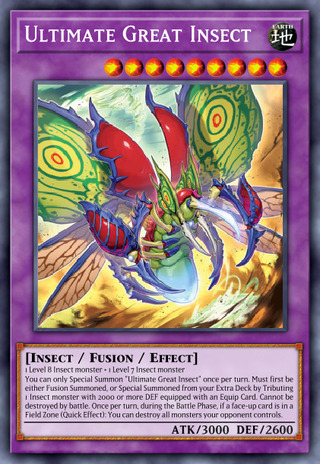 Ultimate Great Insect
EARTH
地
[Insect / Fusion / Effect]
1 Level 8 Insect monster + 1 Level 7 Insect monster
You can only Special Summon "Ultimate Great Insect" once per turn. Must first be
either Fusion Summoned, or Special Summoned from your Extra Deck by Tributing
1 Insect monster with 2000 or more DEF equipped with an Equip Card. Cannot be
destroyed by battle. Once per turn, during the Battle Phase, if a face-up card is in a
Field Zone (Quick Effect): You can destroy all monsters your opponent controls.
ATK/3000 DEF/2600